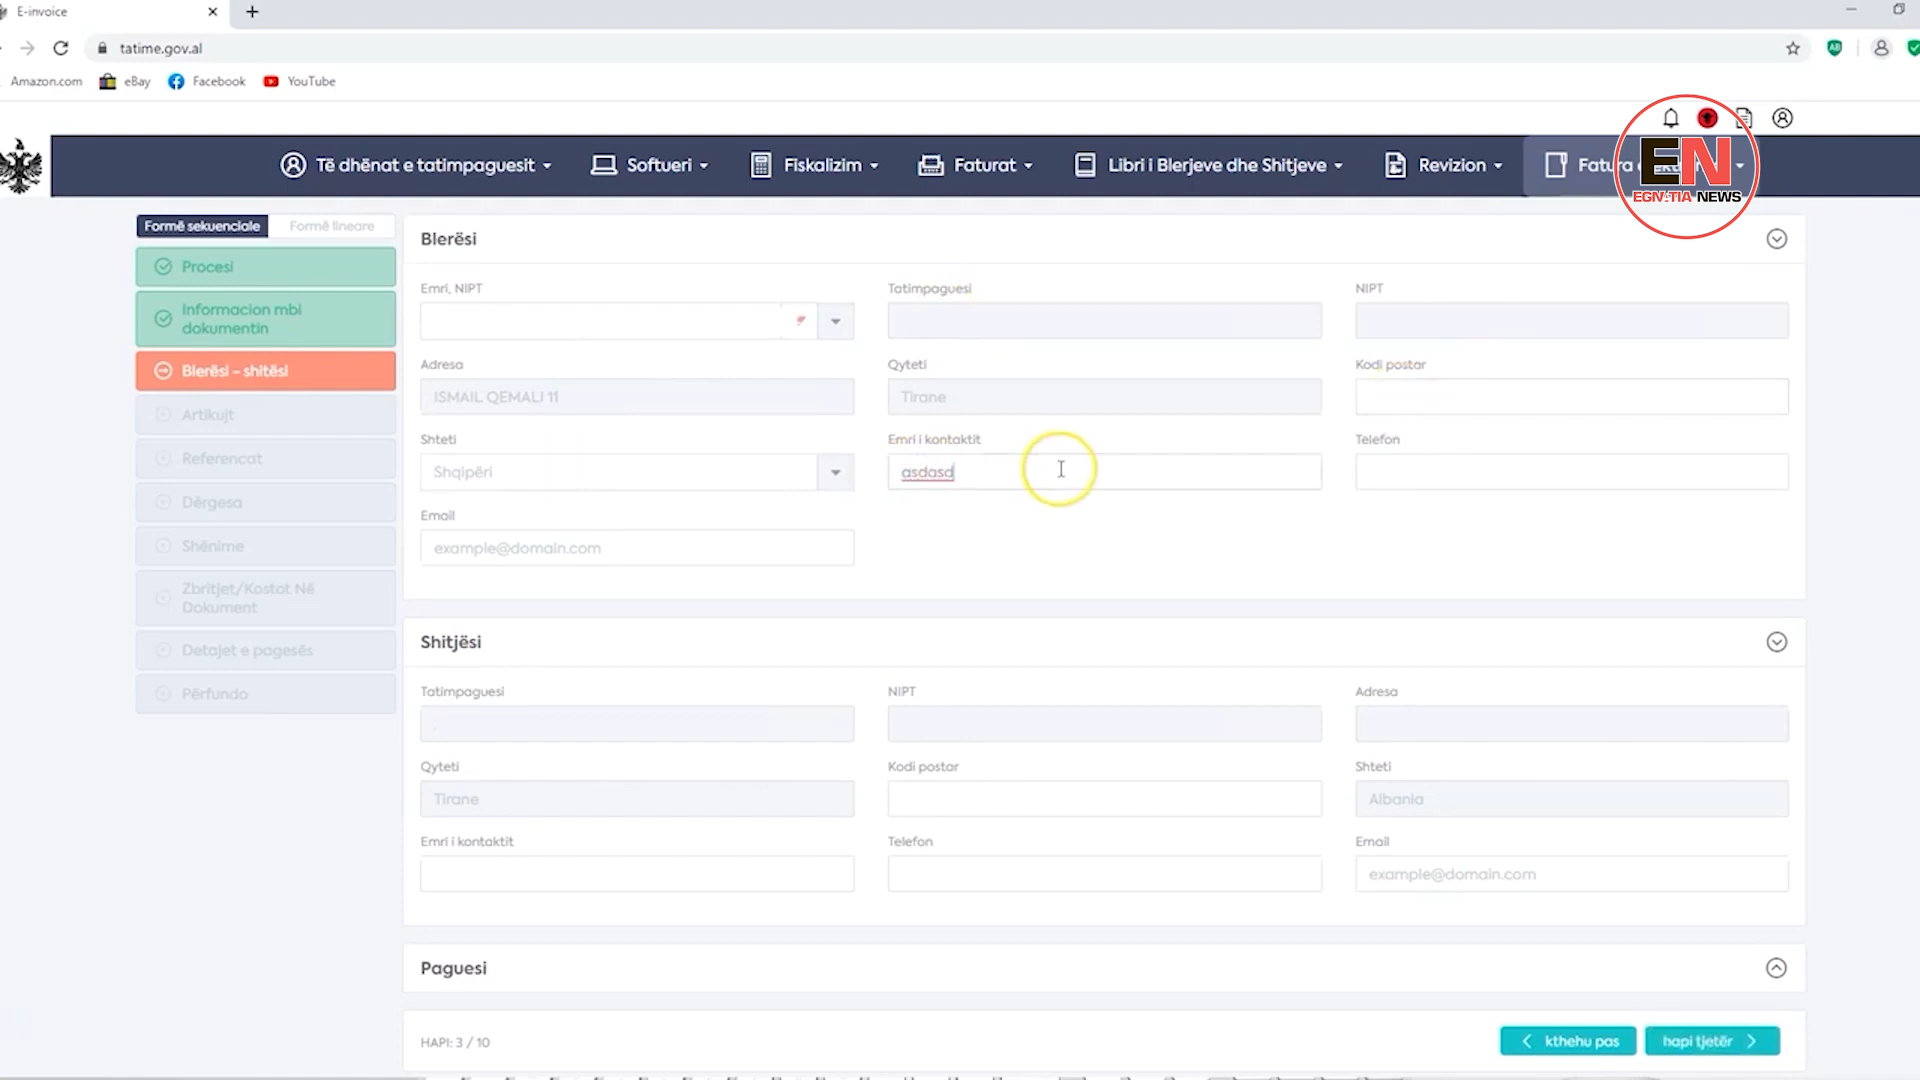 E-invoice
tatime.gov.al
Amazon.com eBay Facebook YouTube
Të dhënat e tatimpaguesit Softueri Fiskalizim Faturat Libri i Blerjeve dhe Shitjeve Revizion Fatura
EN
EGNATIA NEWS
Formë sekuenciale Formë lineare
Procesi
Informacion mbi
dokumentin
Blerësi - shitësi
Artikujt
Referencat
Dërgesa
Shënime
Zbritjet/Kostot Në
Dokument
Detajet e pagesës
Përfundo
Blerësi
Emri, NIPT Tatimpaguesi NIPT
Adresa Qyteti Kodi postar
ISMAIL QEMALI 11 Tirane
Shteti Emri i kontaktit Telefon
Shqipëri asdasd
Email
example@domain.com
Shitjësi
Tatimpaguesi NIPT Adresa
Qyteti Kodi postar Shteti
Tirane Albania
Emri i kontaktit Telefon Email
example@domain.com
Paguesi
HAPI: 3 / 10 kthehu pas hapi tjetër